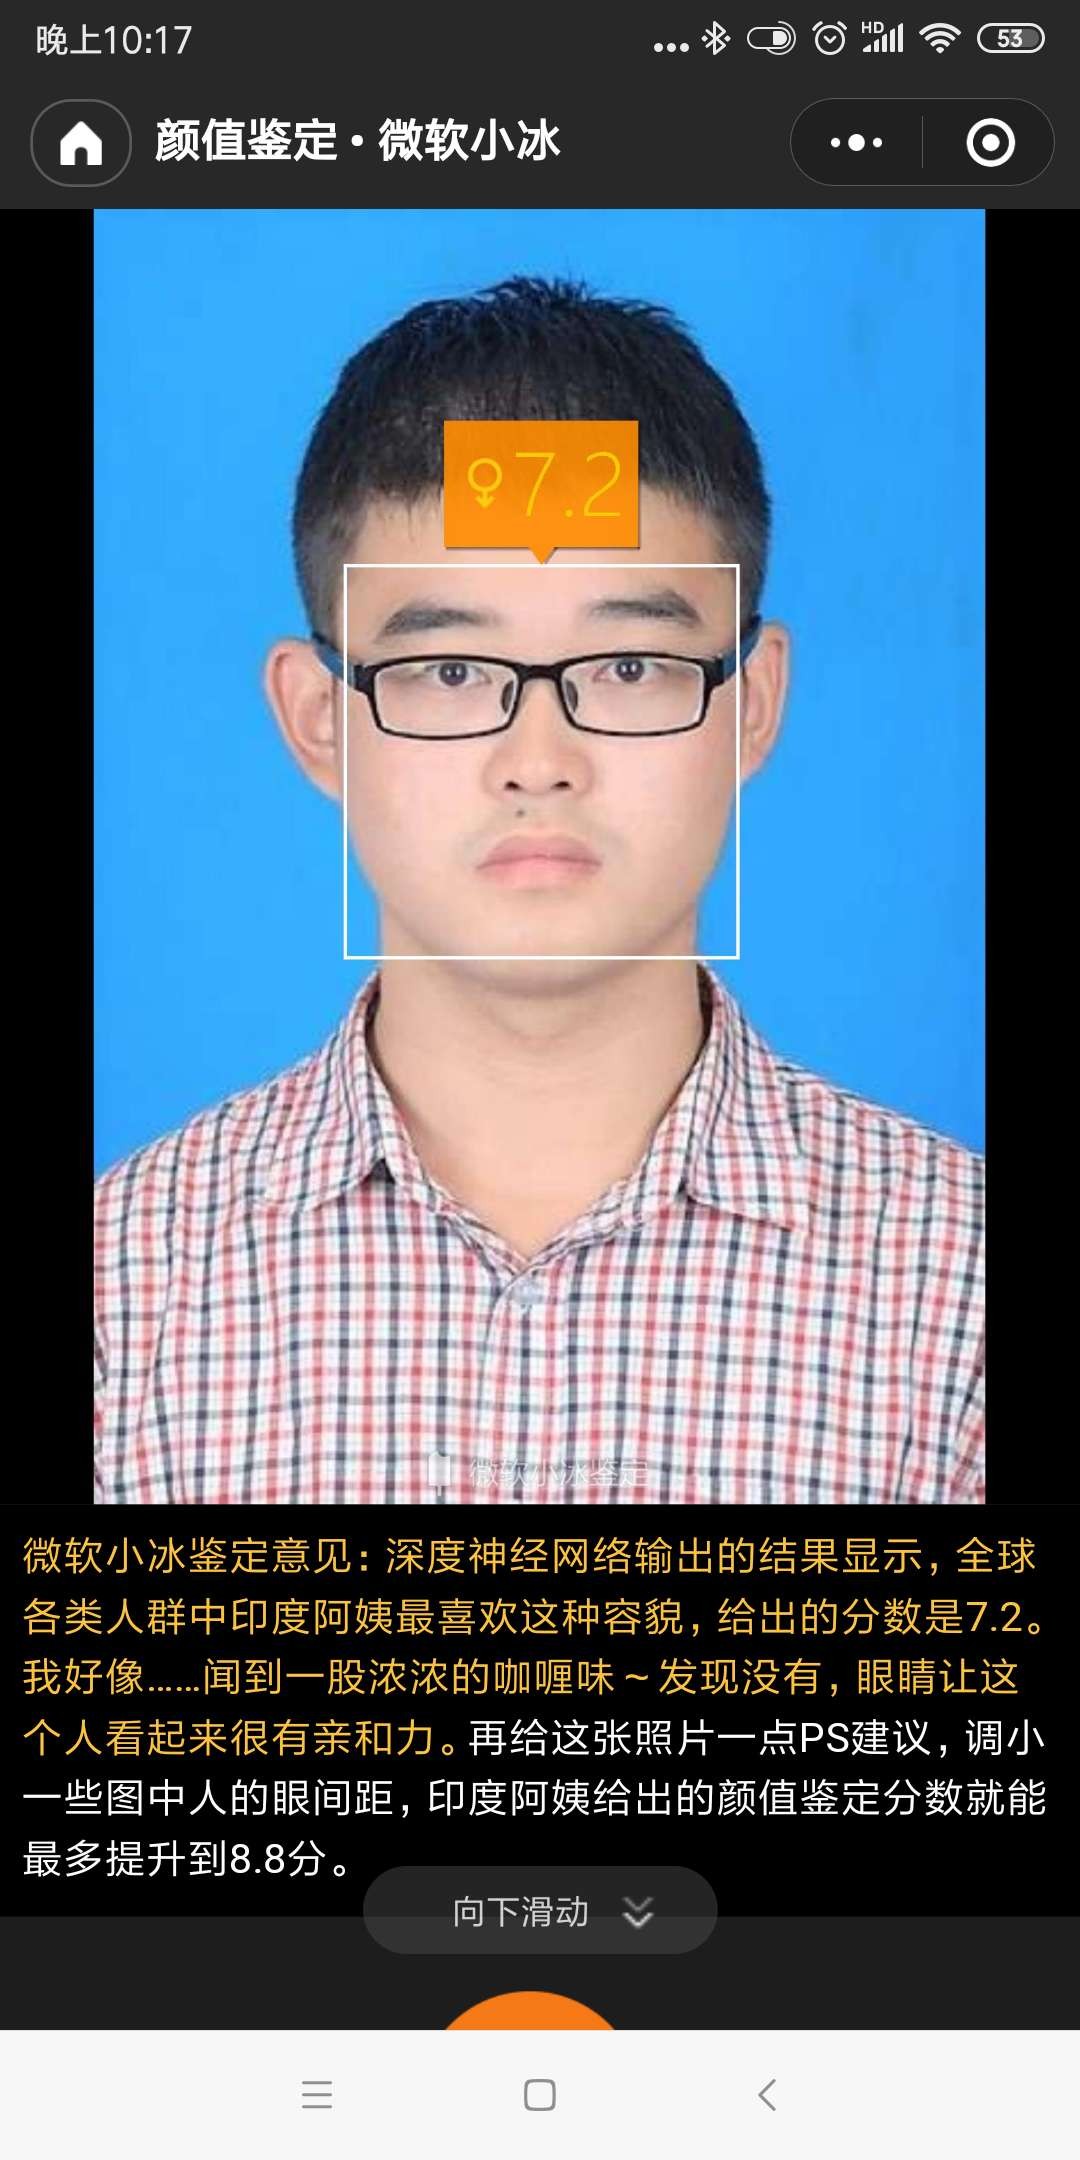 晚上10:17
HD
53
颜值鉴定·微软小冰
♀7.2
微软小冰鉴定
微软小冰鉴定意见：深度神经网络输出的结果显示，全球
各类人群中印度阿姨最喜欢这种容貌，给出的分数是7.2。
我好像……闻到一股浓浓的咖喱味～发现没有，眼睛让这
个人看起来很有亲和力。再给这张照片一点PS建议，调小
一些图中人的眼间距，印度阿姨给出的颜值鉴定分数就能
最多提升到8.8分。
向下滑动